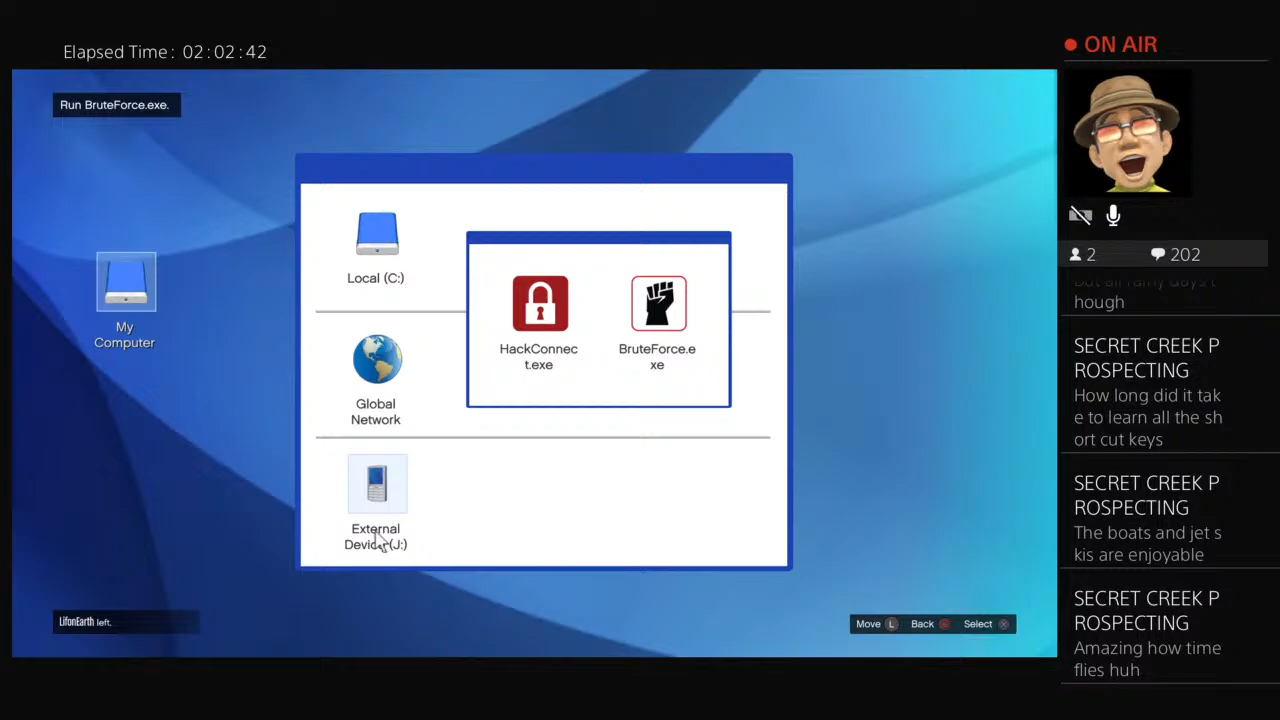 Elapsed Time: 02:02:42
ON AIR
Run BruteForce.exe.
Local (C:)
HackConnec
t.exe
BruteForce.e
xe
My
Computer
Global
Network
External
Device (J:)
LifonEarth left.
Move L Back Select
2 202
hough
SECRET CREEK P
ROSPECTING
How long did it tak
e to learn all the sh
ort cut keys
SECRET CREEK P
ROSPECTING
The boats and jet s
kis are enjoyable
SECRET CREEK P
ROSPECTING
Amazing how time
flies huh